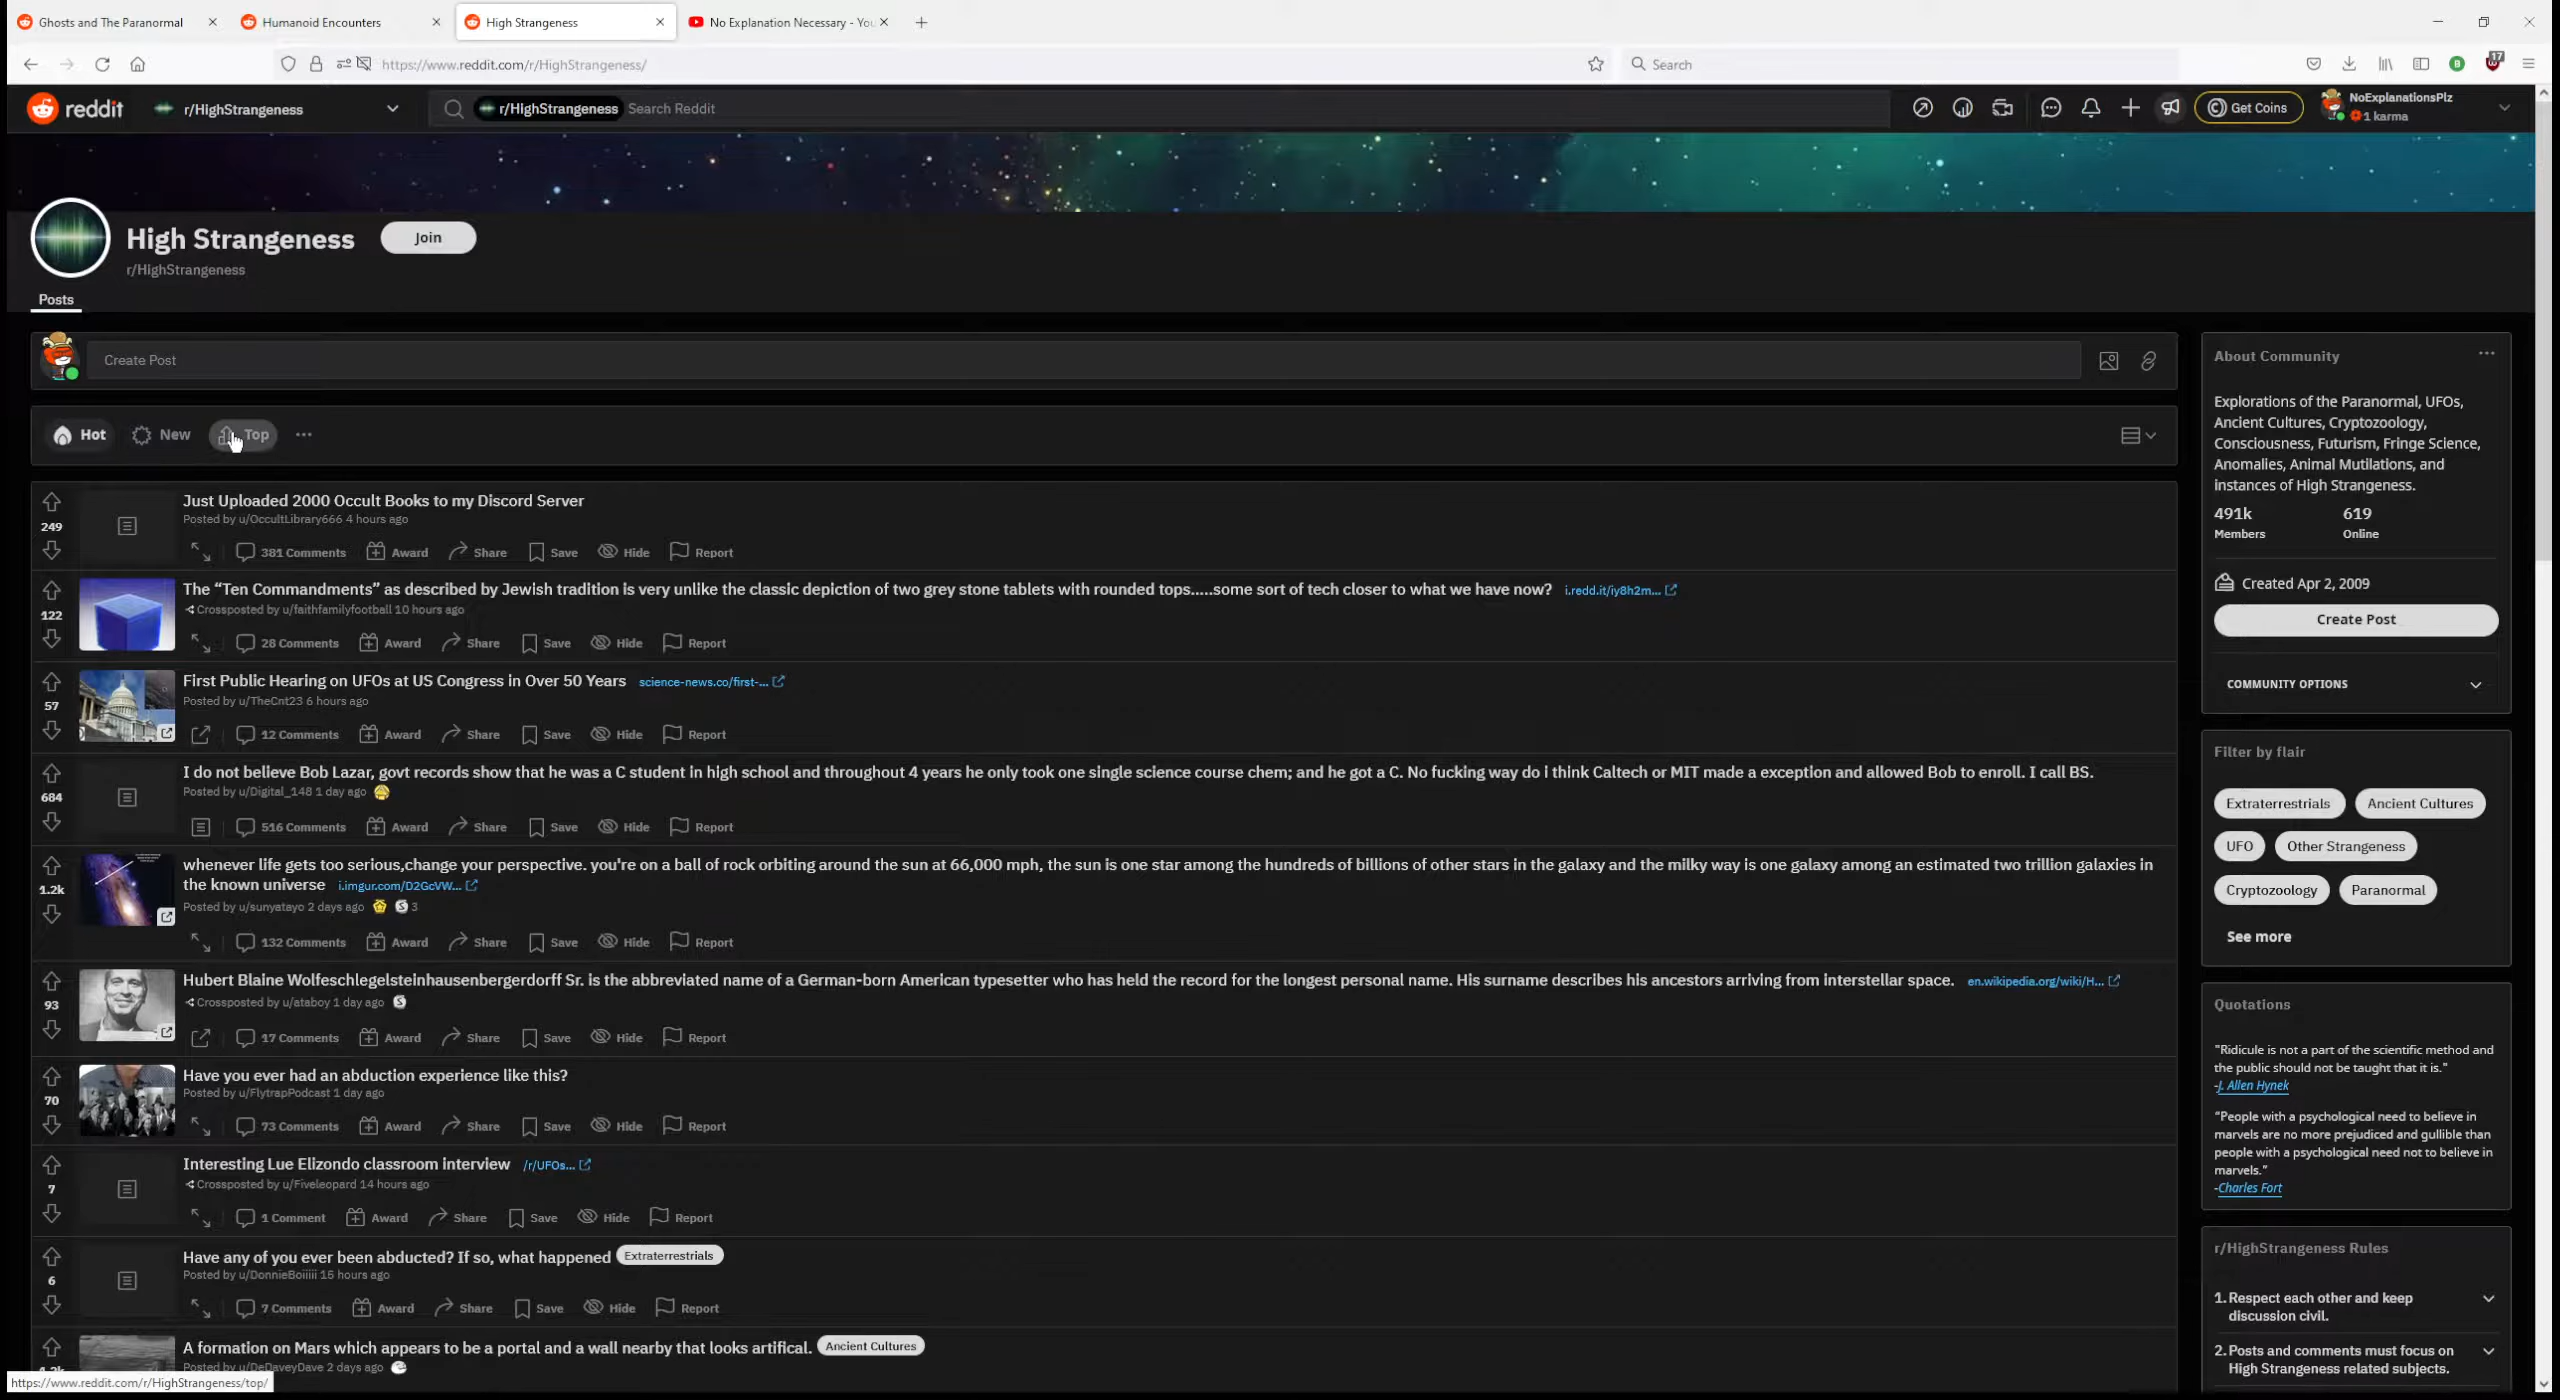 Ghosts and The Paranormal
Humanoid Encounters
High Strangeness
No Explanation Necessary - You
https://www.reddit.com/r/HighStrangeness/
Search
17
reddit
r/HighStrangeness
r/HighStrangeness Search Reddit
Get Coins
NoExplanationsPlz
1 karma
High Strangeness
Join
r/HighStrangeness
Posts
Create Post
Hot
New
Top
249
Just Uploaded 2000 Occult Books to my Discord Server
Posted by u/OccultLibrary666 4 hours ago
381 Comments Award Share Save Hide Report
122
The “Ten Commandments” as described by Jewish tradition is very unlike the classic depiction of two grey stone tablets with rounded tops.....some sort of tech closer to what we have now? i.redd.it/iy8h2m...
Crossposted by u/faithfamilyfootball 10 hours ago
28 Comments Award Share Save Hide Report
57
First Public Hearing on UFOs at US Congress in Over 50 Years science-news.co/first-...
Posted by u/TheCnt23 6 hours ago
12 Comments Award Share Save Hide Report
684
I do not believe Bob Lazar, govt records show that he was a C student in high school and throughout 4 years he only took one single science course chem; and he got a C. No fucking way do i think Caltech or MIT made a exception and allowed Bob to enroll. I call BS.
Posted by u/Digital_148 1 day ago
516 Comments Award Share Save Hide Report
1.2k
whenever life gets too serious,change your perspective. you're on a ball of rock orbiting around the sun at 66,000 mph, the sun is one star among the hundreds of billions of other stars in the galaxy and the milky way is one galaxy among an estimated two trillion galaxies in
the known universe i.imgur.com/D2GcVW...
Posted by u/sunyatayo 2 days ago 3
132 Comments Award Share Save Hide Report
93
Hubert Blaine Wolfeschlegelsteinhausenbergerdorff Sr. is the abbreviated name of a German-born American typesetter who has held the record for the longest personal name. His surname describes his ancestors arriving from interstellar space. en.wikipedia.org/wiki/H...
Crossposted by u/ataboy 1 day ago
17 Comments Award Share Save Hide Report
70
Have you ever had an abduction experience like this?
Posted by u/FlytrapPodcast 1 day ago
73 Comments Award Share Save Hide Report
7
Interesting Lue Elizondo classroom interview /r/UFOs...
Crossposted by u/Fiveleopard 14 hours ago
1 Comment Award Share Save Hide Report
6
Have any of you ever been abducted? If so, what happened Extraterrestrials
Posted by u/DonnieBoiiiii 15 hours ago
7 Comments Award Share Save Hide Report
A formation on Mars which appears to be a portal and a wall nearby that looks artifical. Ancient Cultures
Posted by u/DeDaveyDave 2 days ago
https://www.reddit.com/r/HighStrangeness/top/
About Community
Explorations of the Paranormal, UFOs,
Ancient Cultures, Cryptozoology,
Consciousness, Futurism, Fringe Science,
Anomalies, Animal Mutilations, and
instances of High Strangeness.
491k 619
Members Online
Created Apr 2, 2009
Create Post
COMMUNITY OPTIONS
Filter by flair
Extraterrestrials Ancient Cultures
UFO Other Strangeness
Cryptozoology Paranormal
See more
Quotations
"Ridicule is not a part of the scientific method and
the public should not be taught that it is."
-J. Allen Hynek
"People with a psychological need to believe in
marvels are no more prejudiced and gullible than
people with a psychological need not to believe in
marvels."
-Charles Fort
r/HighStrangeness Rules
1. Respect each other and keep
discussion civil.
2. Posts and comments must focus on
High Strangeness related subjects.